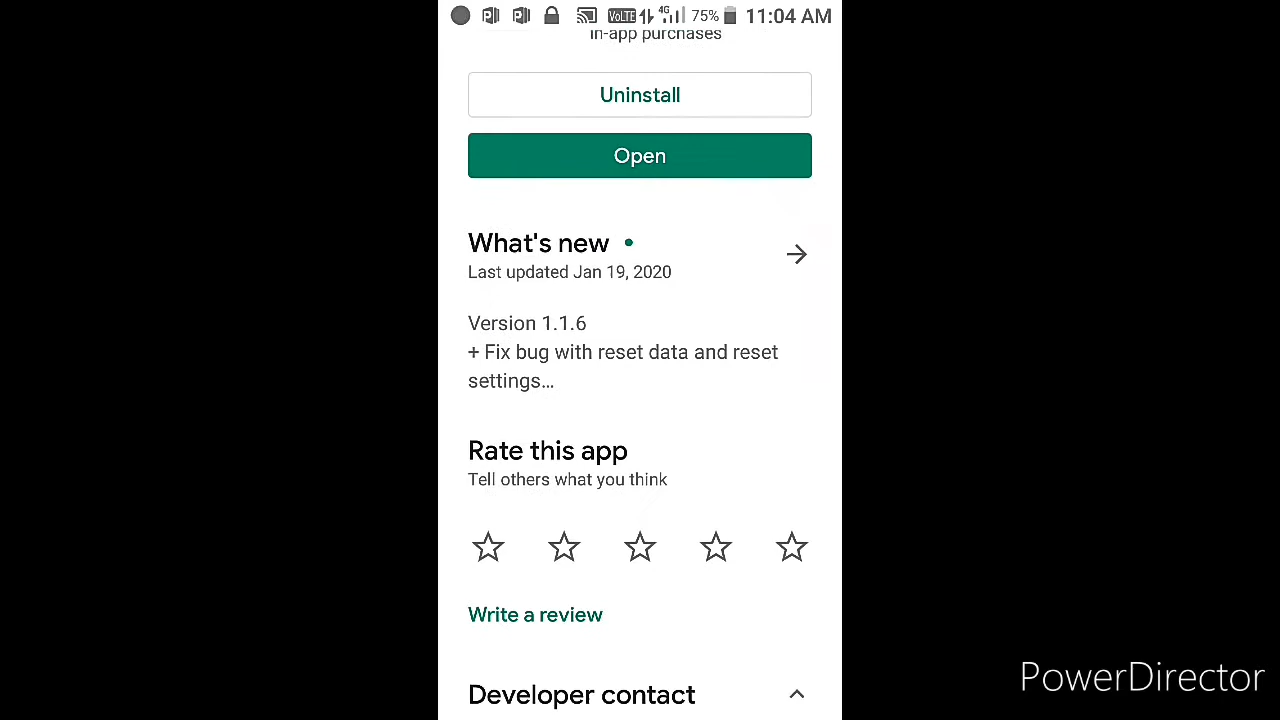 VoLTE 4G 75% 11:04 AM
In-app purchases
Uninstall
Open
What's new
Last updated Jan 19, 2020
Version 1.1.6
+ Fix bug with reset data and reset
settings...
Rate this app
Tell others what you think
Write a review
Developer contact
PowerDirector